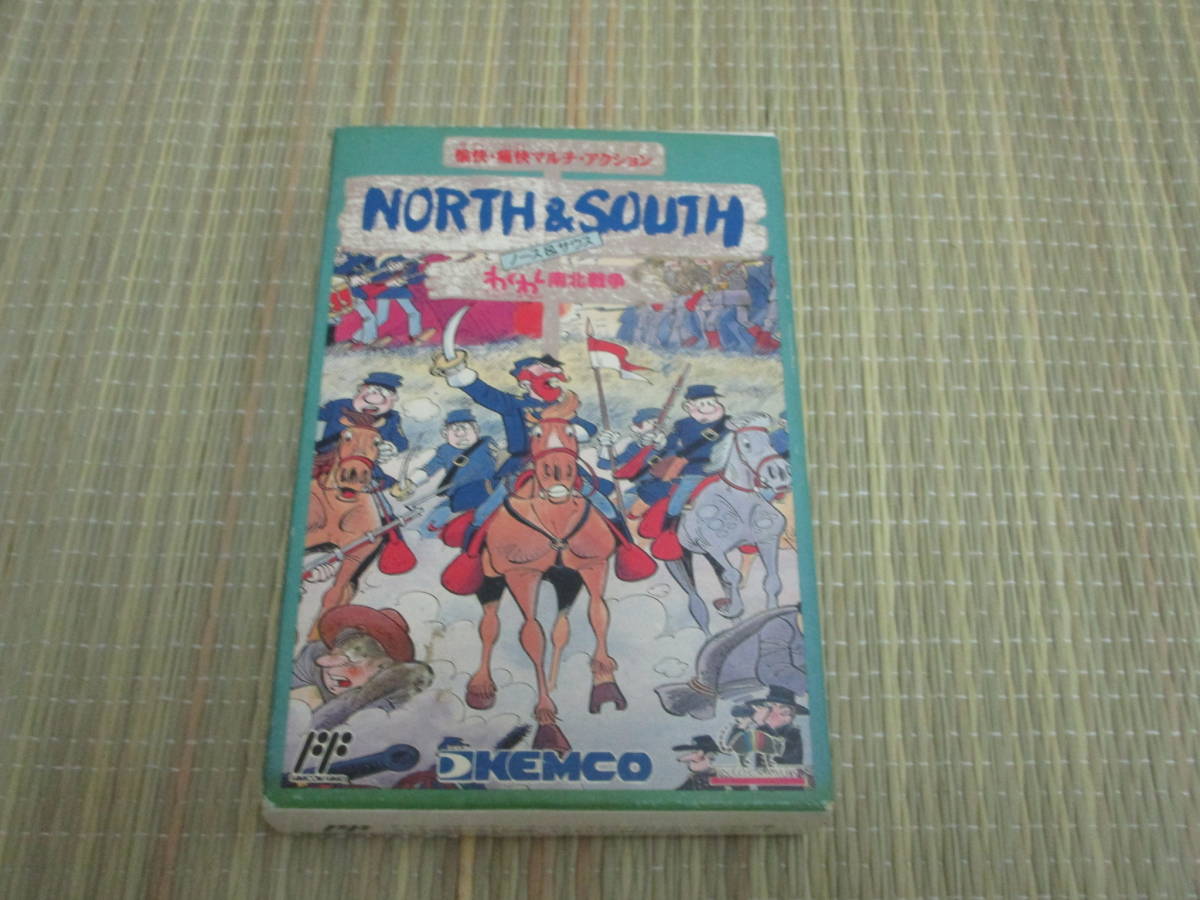 愉快・痛快マルチ・アクション
NORTH & SOUTH
ノース&サウス
わくわく南北戦争
KEMCO